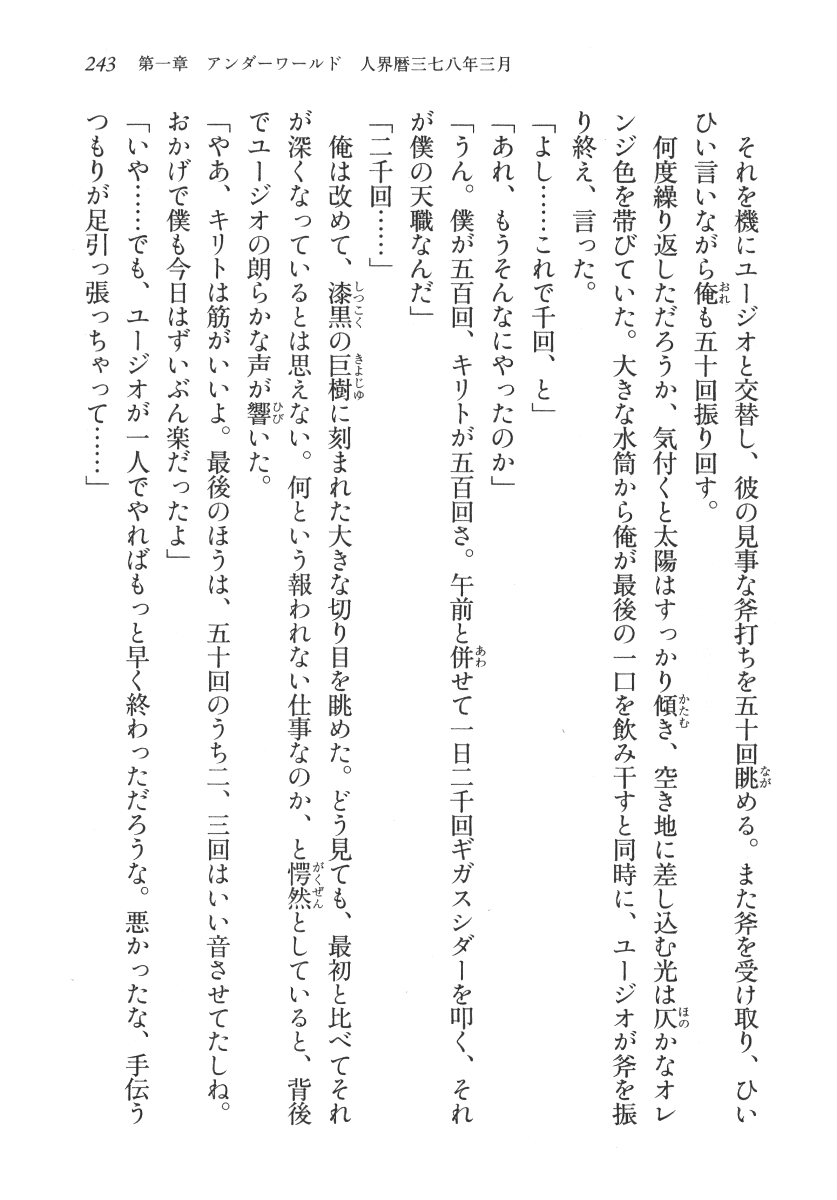 243　第一章　アンダーワールド　人界暦三七八年三月
　それを機にユージオと交替し、彼の見事な斧打ちを五十回眺める。また斧を受け取り、ひい
ひい言いながら俺も五十回振り回す。
　何度繰り返しただろうか、気付くと太陽はすっかり傾き、空き地に差し込む光は仄かなオレ
ンジ色を帯びていた。大きな水筒から俺が最後の一口を飲み干すと同時に、ユージオが斧を振
り終え、言った。
「よし……これで千回、と」
「あれ、もうそんなにやったのか」
「うん。僕が五百回、キリトが五百回さ。午前と併せて一日二千回ギガスシダーを叩く、それ
が僕の天職なんだ」
「二千回……」
　俺は改めて、漆黒の巨樹に刻まれた大きな切り目を眺めた。どう見ても、最初と比べてそれ
が深くなっているとは思えない。何という報われない仕事なのか、と愕然としていると、背後
でユージオの朗らかな声が響いた。
「やあ、キリトは筋がいいよ。最後のほうは、五十回のうち二、三回はいい音させてたしね。
おかげで僕も今日はずいぶん楽だったよ」
「いや……でも、ユージオが一人でやればもっと早く終わっただろうな。悪かったな、手伝う
つもりが足引っ張っちゃって……」